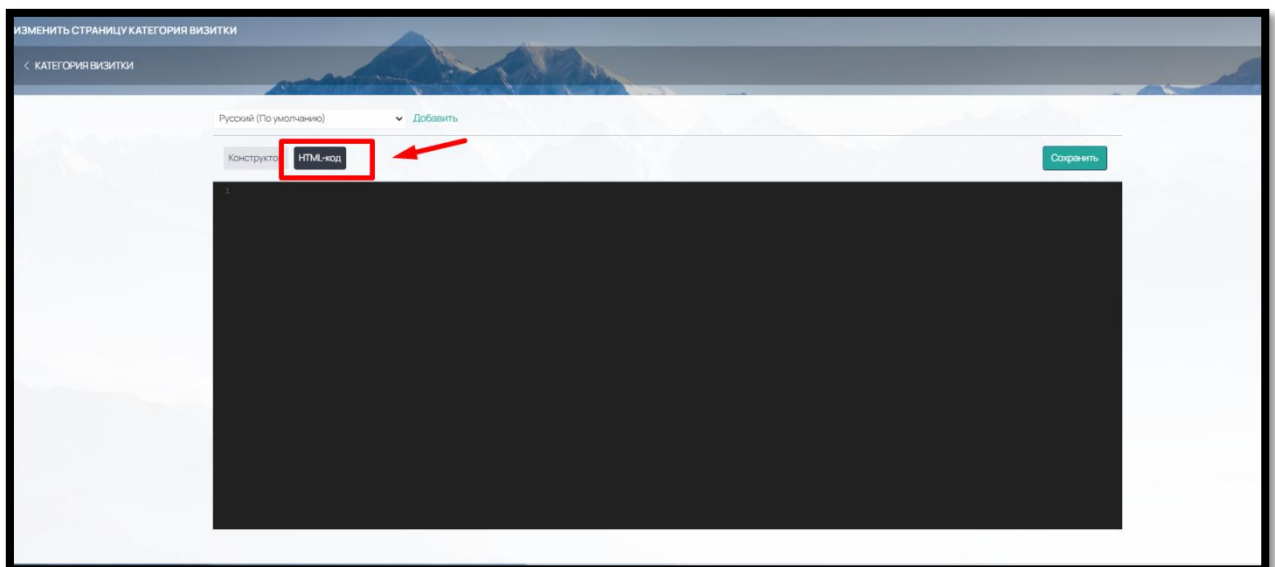 ИЗМЕНИТЬ СТРАНИЦУ КАТЕГОРИЯ ВИЗИТКИ
< КАТЕГОРИЯ ВИЗИТКИ
Русский (По умолчанию) Добавить
Конструкто HTML-код Сохранить
1